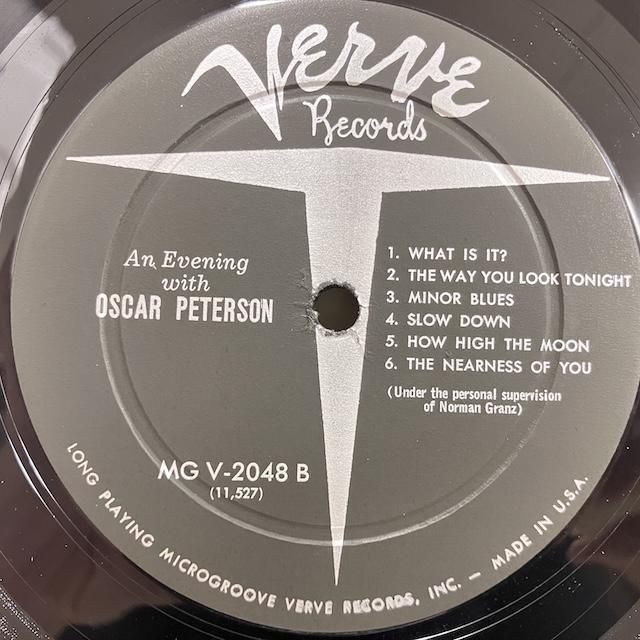 Verve
Records
An Evening
with
OSCAR PETERSON
1. WHAT IS IT?
2. THE WAY YOU LOOK TONIGHT
3. MINOR BLUES
4. SLOW DOWN
5. HOW HIGH THE MOON
6. THE NEARNESS OF YOU
(Under the personal supervision
of Norman Granz)
MG V-2048 B
(11,527)
LONG PLAYING MICROGROOVE VERVE RECORDS, INC. — MADE IN U.S.A.